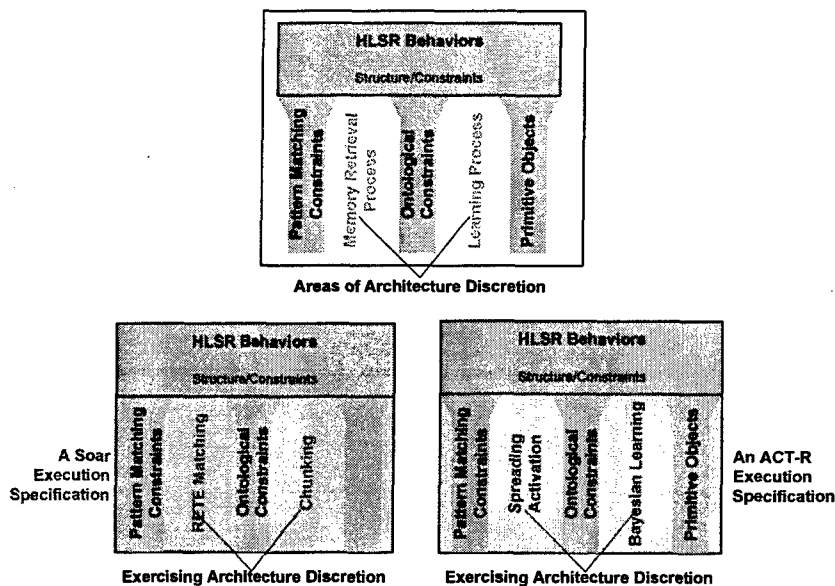 HLSR Behaviors
Structure/Constraints
Pattern Matching
Constraints
Memory Retrieval
Process
Ontological
Constraints
Learning Process
Primitive Objects
Areas of Architecture Discretion
HLSR Behaviors
Structure/Constraints
A Soar
Execution
Specification
Pattern Matching
Constraints
RETE Matching
Ontological
Constraints
Chunking
Exercising Architecture Discretion
HLSR Behaviors
Structure/Constraints
Pattern Matching
Constraints
Spreading
Activation
Ontological
Constraints
Bayesian Learning
Primitive Objects
An ACT-R
Execution
Specification
Exercising Architecture Discretion